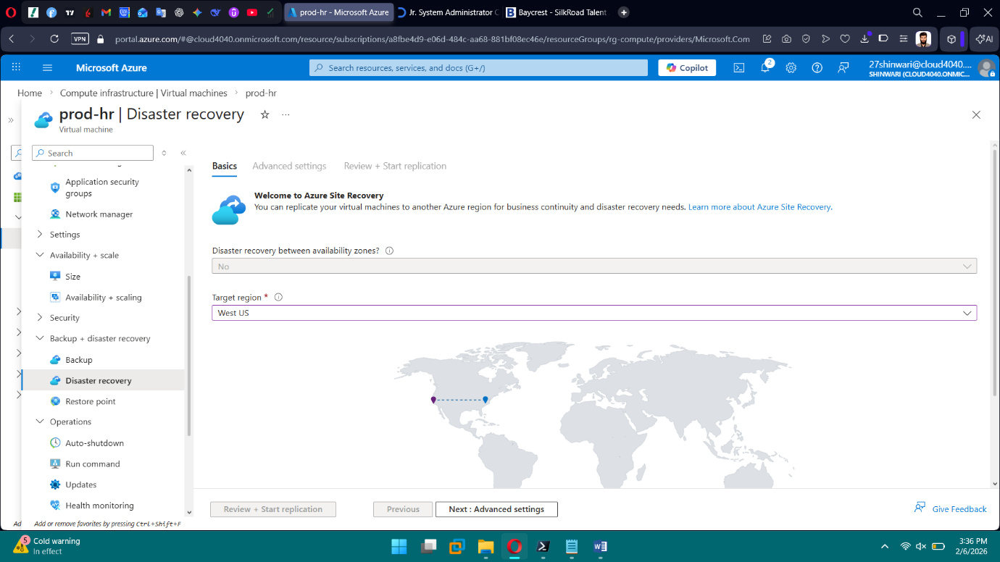 prod-hr - Microsoft Azure
Jr. System Administrator
Baycrest - SilkRoad Talent
VPN
portal.azure.com/#@cloud4040.onmicrosoft.com/resource/subscriptions/a8fbe4d9-e06d-484c-aa68-881bf08ec46e/resourceGroups/rg-compute/providers/Microsoft.Com
AI
Microsoft Azure
Search resources, services, and docs (G+/)
Copilot
2
27shinwari@cloud4040....
SHINWARI (CLOUD4040.ONMIC...
Home > Compute infrastructure | Virtual machines > prod-hr
prod-hr | Disaster recovery
Virtual machine
Search
Application security
groups
Network manager
Settings
Availability + scale
Size
Availability + scaling
Security
Backup + disaster recovery
Backup
Disaster recovery
Restore point
Operations
Auto-shutdown
Run command
Updates
Health monitoring
Ad
Add or remove favorites by pressing Ctrl+Shift+F
Basics
Advanced settings
Review + Start replication
Welcome to Azure Site Recovery
You can replicate your virtual machines to another Azure region for business continuity and disaster recovery needs. Learn more about Azure Site Recovery.
Disaster recovery between availability zones?
No
Target region *
West US
Review + Start replication
Previous
Next : Advanced settings
Give Feedback
5
Cold warning
In effect
3:36 PM
2/6/2026